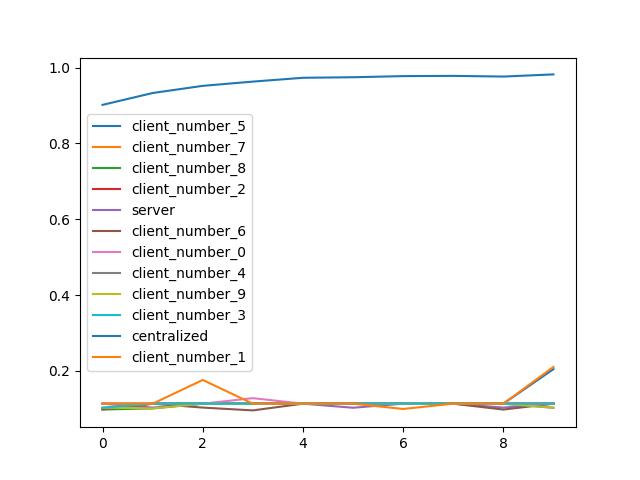 1.0
0.8
0.6
0.4
0.2
client_number_5
client_number_7
client_number_8
client_number_2
server
client_number_6
client_number_0
client_number_4
client_number_9
client_number_3
centralized
client_number_1
0 2 4 6 8